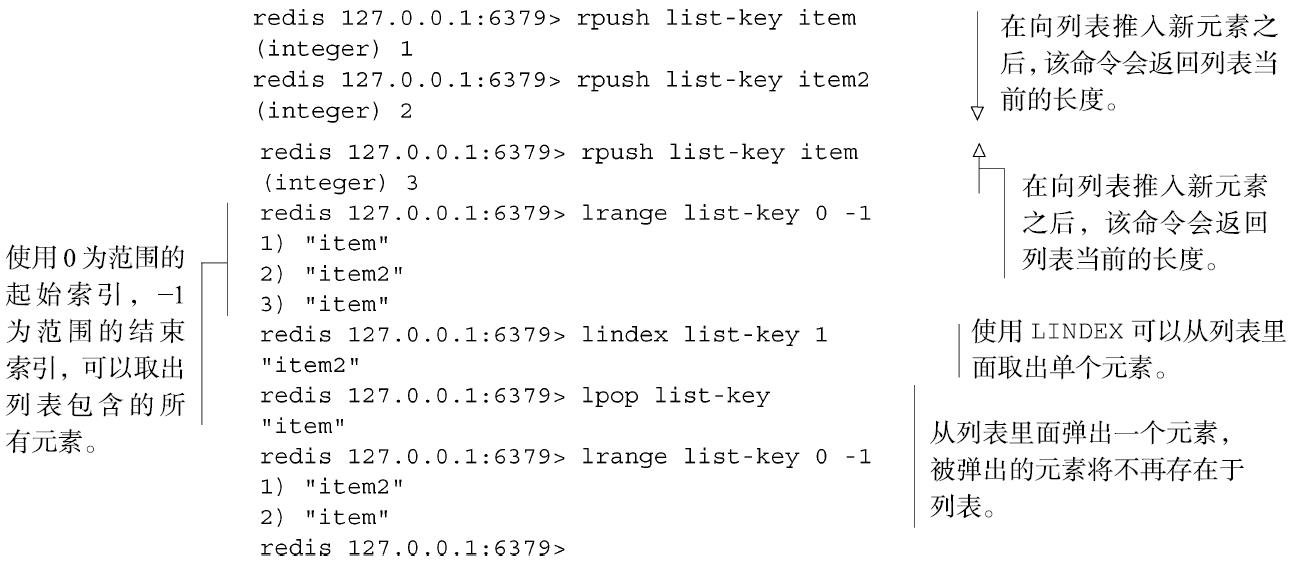 redis 127.0.0.1:6379> rpush list-key item
(integer) 1
redis 127.0.0.1:6379> rpush list-key item2
(integer) 2
在向列表推入新元素之
后，该命令会返回列表当
前的长度。
redis 127.0.0.1:6379> rpush list-key item
(integer) 3
在向列表推入新元素
之后，该命令会返回
列表当前的长度。
redis 127.0.0.1:6379> lrange list-key 0 -1
1) "item"
2) "item2"
3) "item"
使用0为范围的
起始索引，-1
为范围的结束
索引，可以取出
列表包含的所
有元素。
redis 127.0.0.1:6379> lindex list-key 1
"item2"
使用 LINDEX 可以从列表里
面取出单个元素。
redis 127.0.0.1:6379> lpop list-key
"item"
redis 127.0.0.1:6379> lrange list-key 0 -1
1) "item2"
2) "item"
从列表里面弹出一个元素，
被弹出的元素将不再存在于
列表。
redis 127.0.0.1:6379>